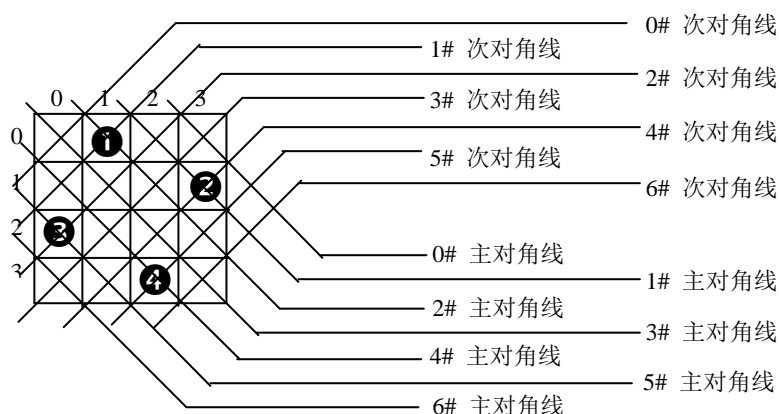 0# 次对角线
1# 次对角线
2# 次对角线
3# 次对角线
4# 次对角线
5# 次对角线
6# 次对角线
0 1 2 3
0
1
2
3
1
2
3
4
0# 主对角线
1# 主对角线
2# 主对角线
3# 主对角线
4# 主对角线
5# 主对角线
6# 主对角线